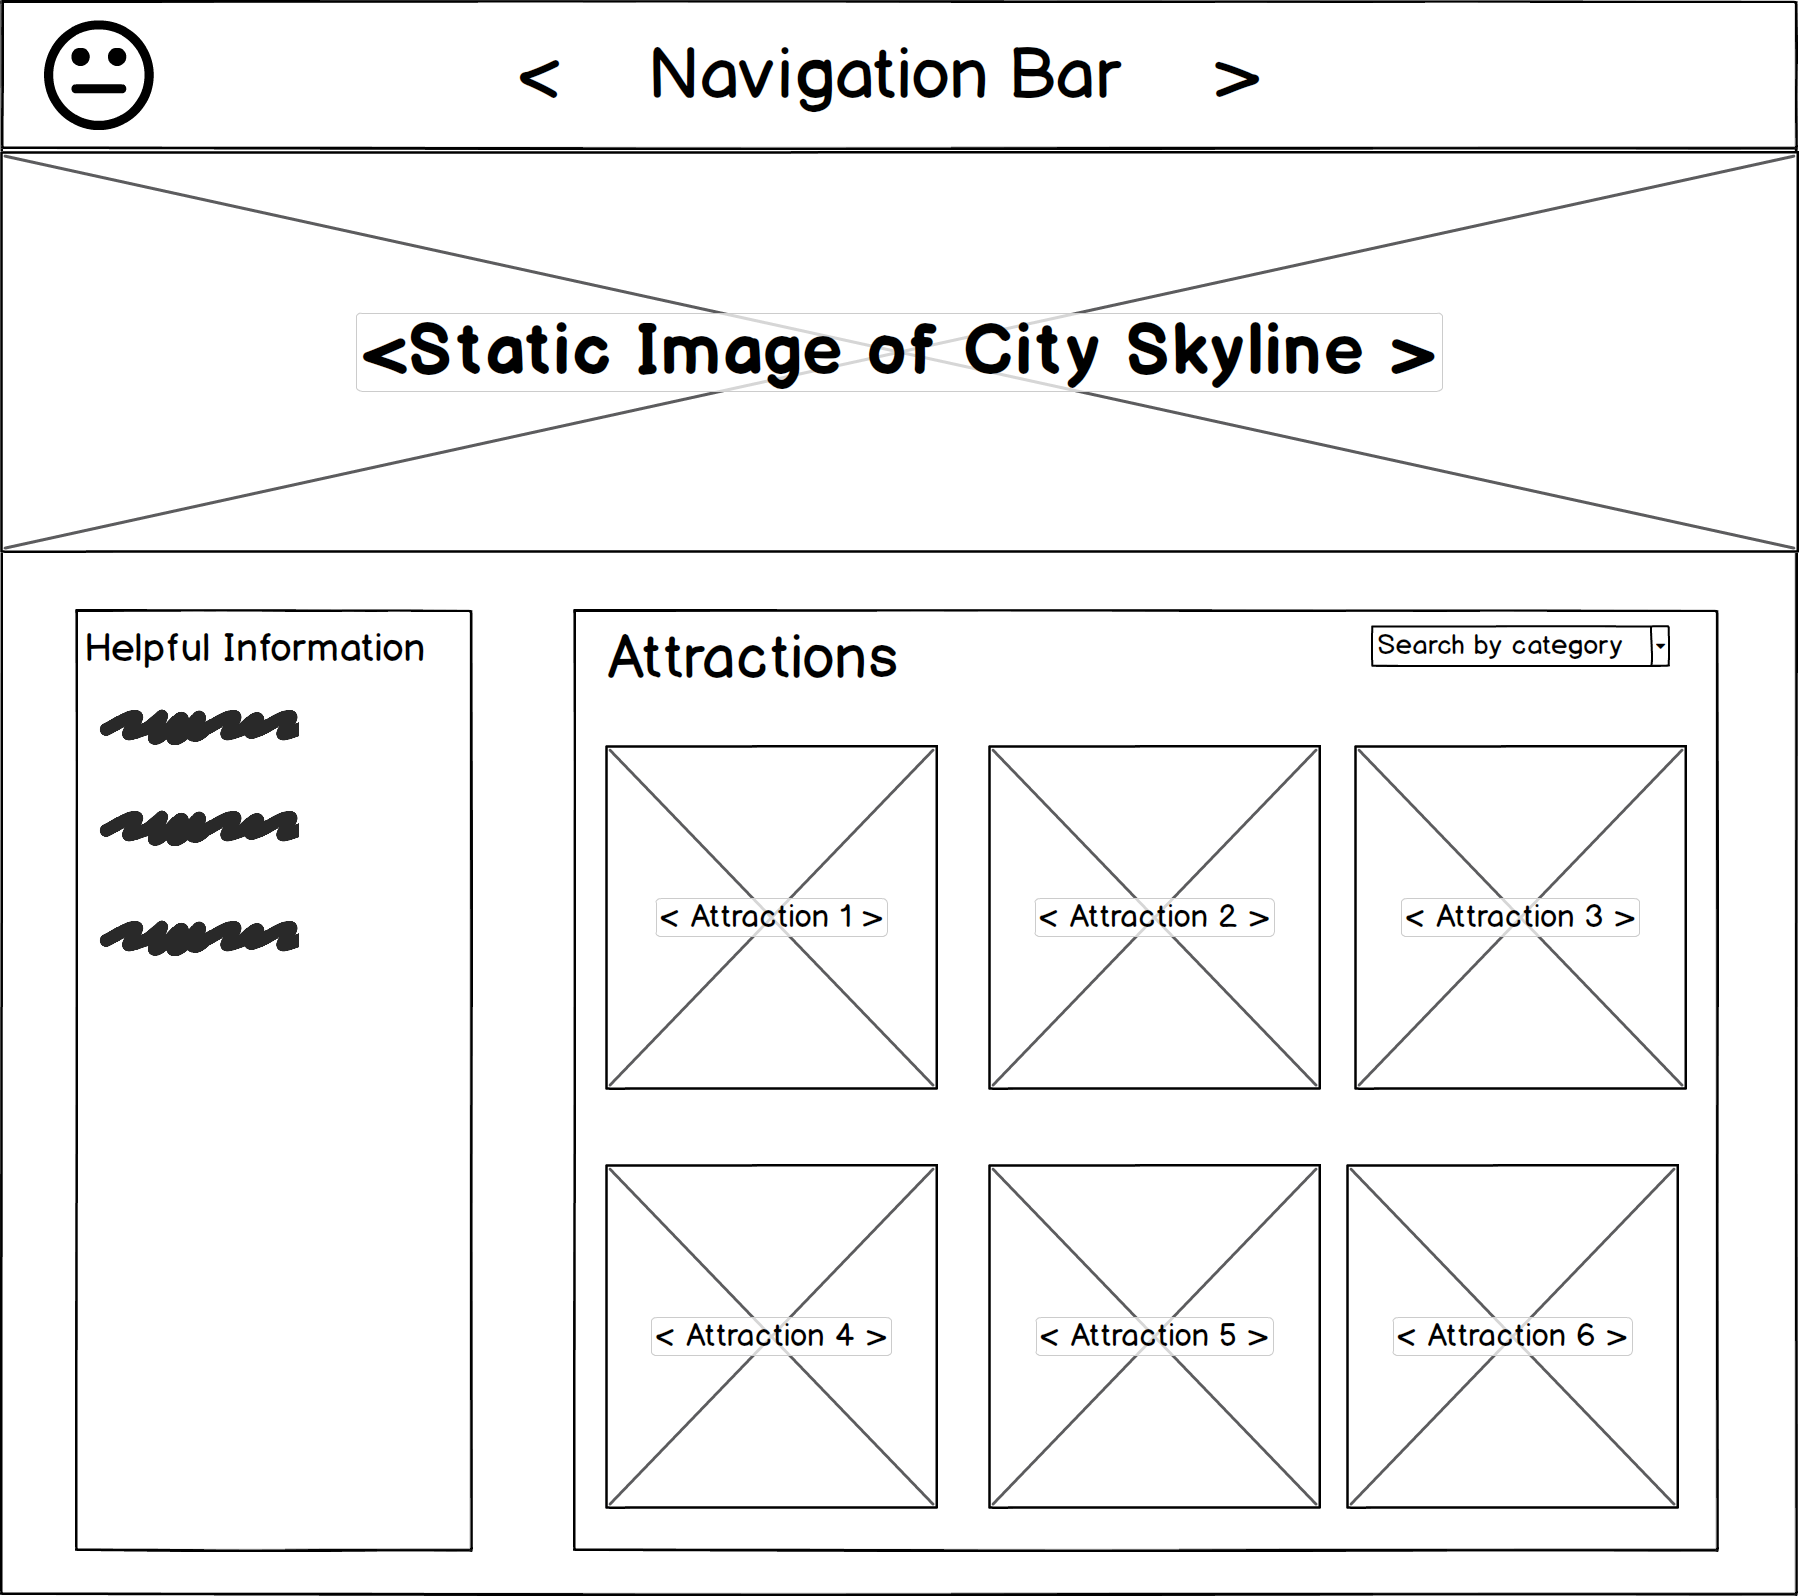 < Navigation Bar >
<Static Image of City Skyline >
Helpful Information
Attractions
Search by category
< Attraction 1 >
< Attraction 2 >
< Attraction 3 >
< Attraction 4 >
< Attraction 5 >
< Attraction 6 >